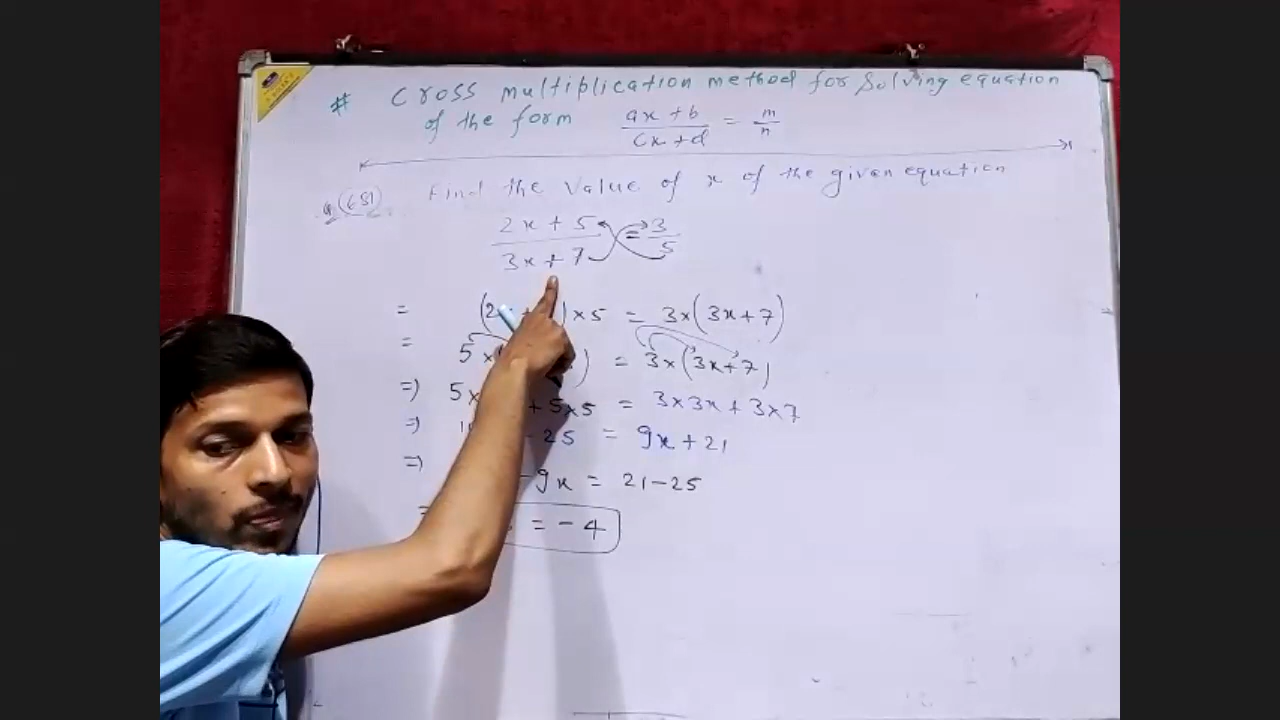 # Cross multiplication method for Solving equation
of the form (ax + b)/(cx + d) = m/n
Find the value of x of the given equation
(2x + 5)/(3x + 7) = 3/5
= (2 + ) × 5 = 3×(3x+7)
= 5 × ( ) = 3×(3x+7)
=) 5× + 5×5 = 3×3x + 3×7
=) 25 = 9x + 21
=) -9x = 21-25
= = -4